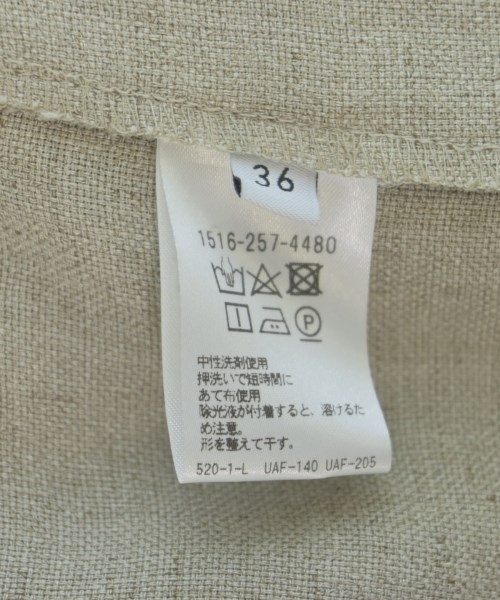 36
1516-257-4480
P
中性洗剤使用
押洗いで短時間に
あて布使用
除光液が付着すると、溶けるた
め注意。
形を整えて干す。
520-1-L UAF-140 UAF-205